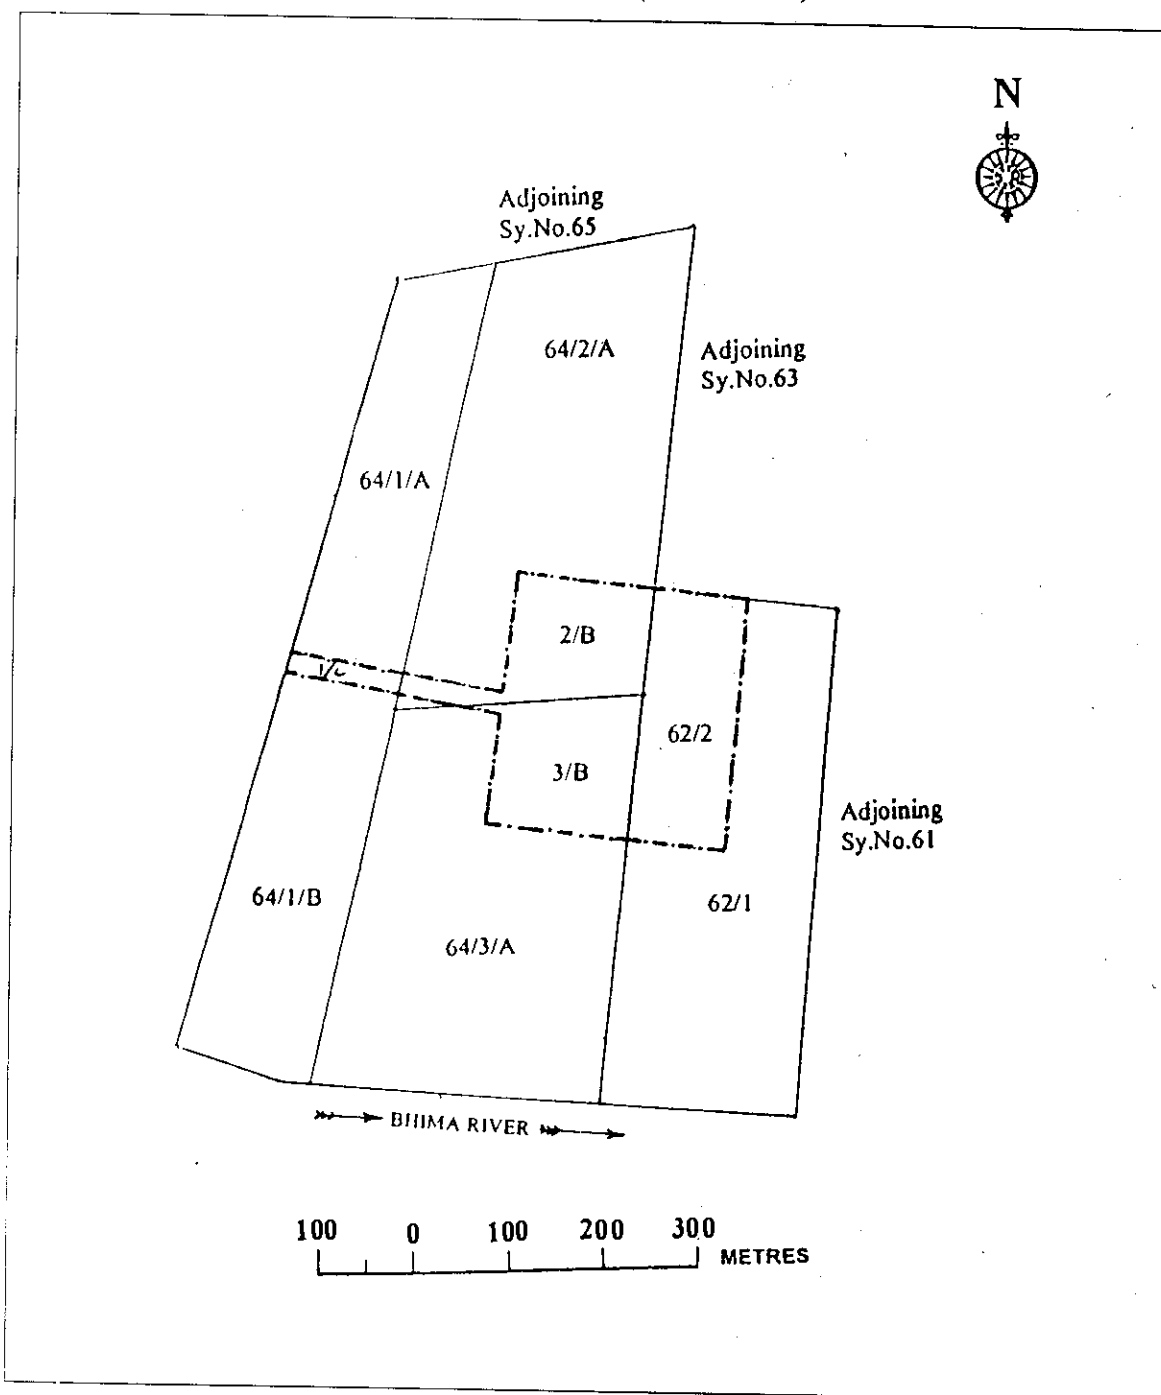 N
Adjoining
Sy.No.65
64/2/A
Adjoining
Sy.No.63
64/1/A
2/B
62/2
3/B
Adjoining
Sy.No.61
64/1/B
62/1
64/3/A
BHIMA RIVER
100 0 100 200 300
METRES